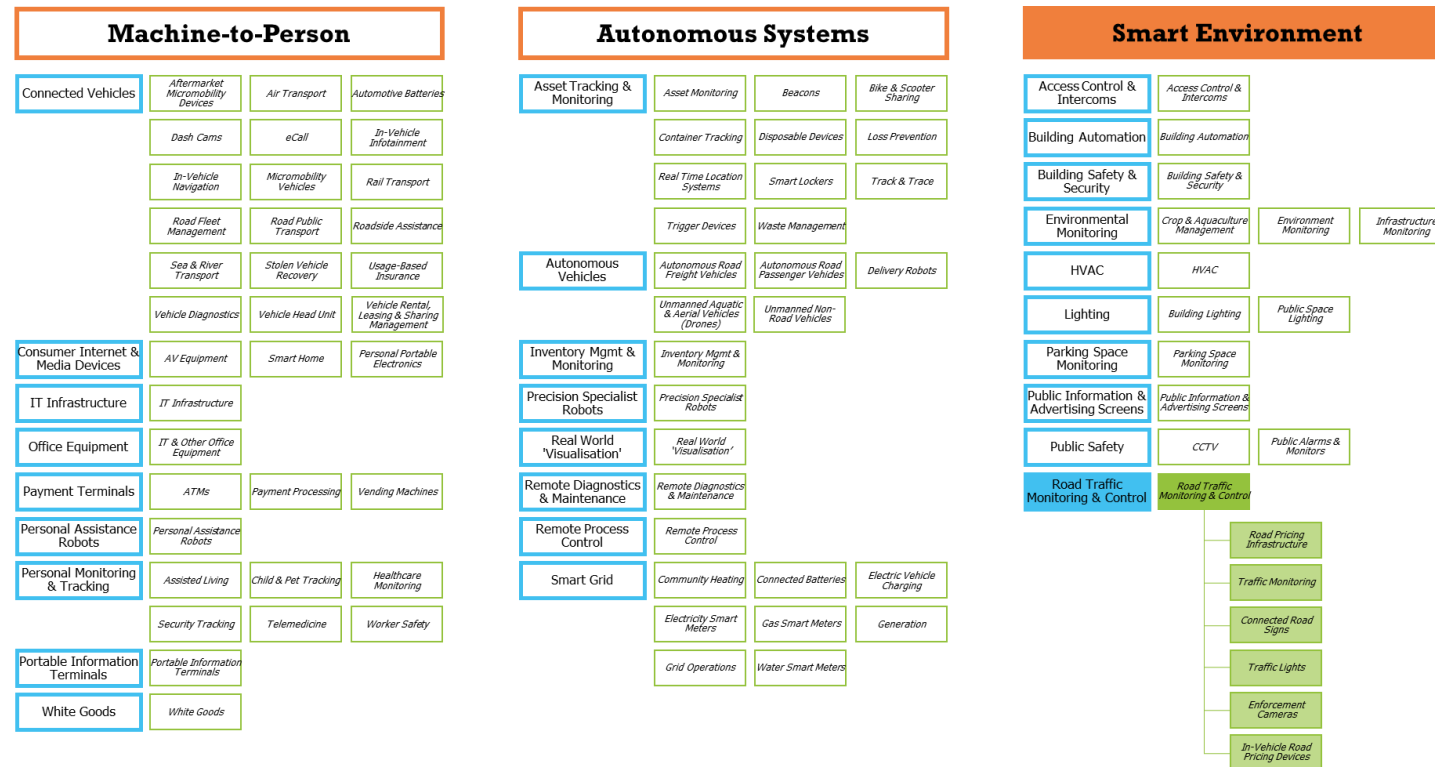 Machine-to-Person
Connected Vehicles
Aftermarket
Micromobility
Devices
Air Transport
Automotive Batteries
Dash Cams
eCall
In-Vehicle
Infotainment
In-Vehicle
Navigation
Micromobility
Vehicles
Rail Transport
Road Fleet
Management
Road Public
Transport
Roadside Assistance
Sea & River
Transport
Stolen Vehicle
Recovery
Usage-Based
Insurance
Vehicle Diagnostics
Vehicle Head Unit
Vehicle Rental,
Leasing & Sharing
Management
Consumer Internet &
Media Devices
AV Equipment
Smart Home
Personal Portable
Electronics
IT Infrastructure
IT Infrastructure
Office Equipment
IT & Other Office
Equipment
Payment Terminals
ATMs
Payment Processing
Vending Machines
Personal Assistance
Robots
Personal Assistance
Robots
Personal Monitoring
& Tracking
Assisted Living
Child & Pet Tracking
Healthcare
Monitoring
Security Tracking
Telemedicine
Worker Safety
Portable Information
Terminals
Portable Information
Terminals
White Goods
White Goods
Autonomous Systems
Asset Tracking &
Monitoring
Asset Monitoring
Beacons
Bike & Scooter
Sharing
Container Tracking
Disposable Devices
Loss Prevention
Real Time Location
Systems
Smart Lockers
Track & Trace
Trigger Devices
Waste Management
Autonomous
Vehicles
Autonomous Road
Freight Vehicles
Autonomous Road
Passenger Vehicles
Delivery Robots
Unmanned Aquatic
& Aerial Vehicles
(Drones)
Unmanned Non-
Road Vehicles
Inventory Mgmt &
Monitoring
Inventory Mgmt &
Monitoring
Precision Specialist
Robots
Precision Specialist
Robots
Real World
'Visualisation'
Real World
'Visualisation'
Remote Diagnostics
& Maintenance
Remote Diagnostics
& Maintenance
Remote Process
Control
Remote Process
Control
Smart Grid
Community Heating
Connected Batteries
Electric Vehicle
Charging
Electricity Smart
Meters
Gas Smart Meters
Generation
Grid Operations
Water Smart Meters
Smart Environment
Access Control &
Intercoms
Access Control &
Intercoms
Building Automation
Building Automation
Building Safety &
Security
Building Safety &
Security
Environmental
Monitoring
Crop & Aquaculture
Management
Environment
Monitoring
Infrastructure
Monitoring
HVAC
HVAC
Lighting
Building Lighting
Public Space
Lighting
Parking Space
Monitoring
Parking Space
Monitoring
Public Information &
Advertising Screens
Public Information &
Advertising Screens
Public Safety
CCTV
Public Alarms &
Monitors
Road Traffic
Monitoring & Control
Road Traffic
Monitoring & Control
Road Pricing
Infrastructure
Traffic Monitoring
Connected Road
Signs
Traffic Lights
Enforcement
Cameras
In-Vehicle Road
Pricing Devices